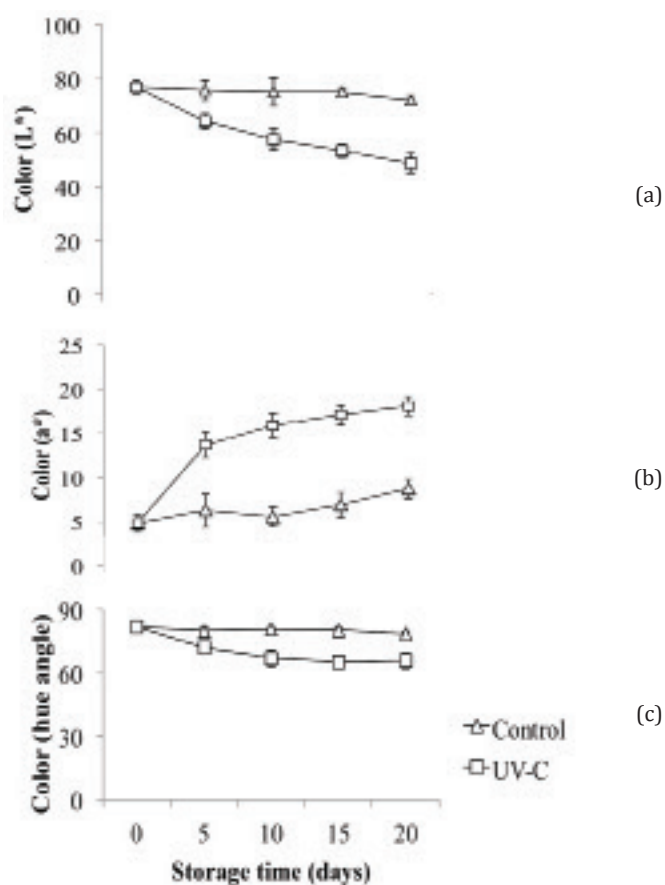 100
80
60
40
20
0
Color (L*)
(a)
25
20
15
10
5
0
Color (a*)
(b)
90
60
30
0
Color (hue angle)
(c)
Control
UV-C
0 5 10 15 20
Storage time (days)